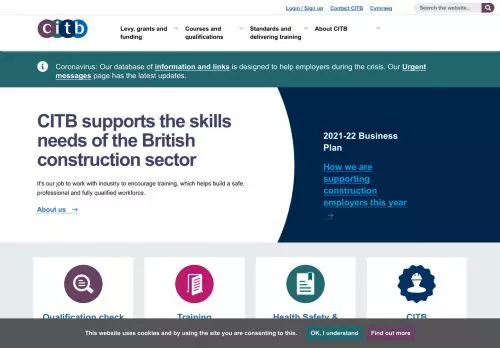 Login / Sign up Contact CITB Cymraeg Search the website...
citb
Levy, grants and funding
Courses and qualifications
Standards and delivering training
About CITB
Coronavirus: Our database of information and links is designed to help employers during the crisis. Our Urgent
messages page has the latest updates.
CITB supports the skills
needs of the British
construction sector
It's our job to work with industry to encourage training, which helps build a safe,
professional and fully qualified workforce.
About us →
2021-22 Business
Plan
How we are
supporting
construction
employers this year
→
Qualification check
Training
Health Safety &
CITB
This website uses cookies and by using the site you are consenting to this. OK, I understand Find out more